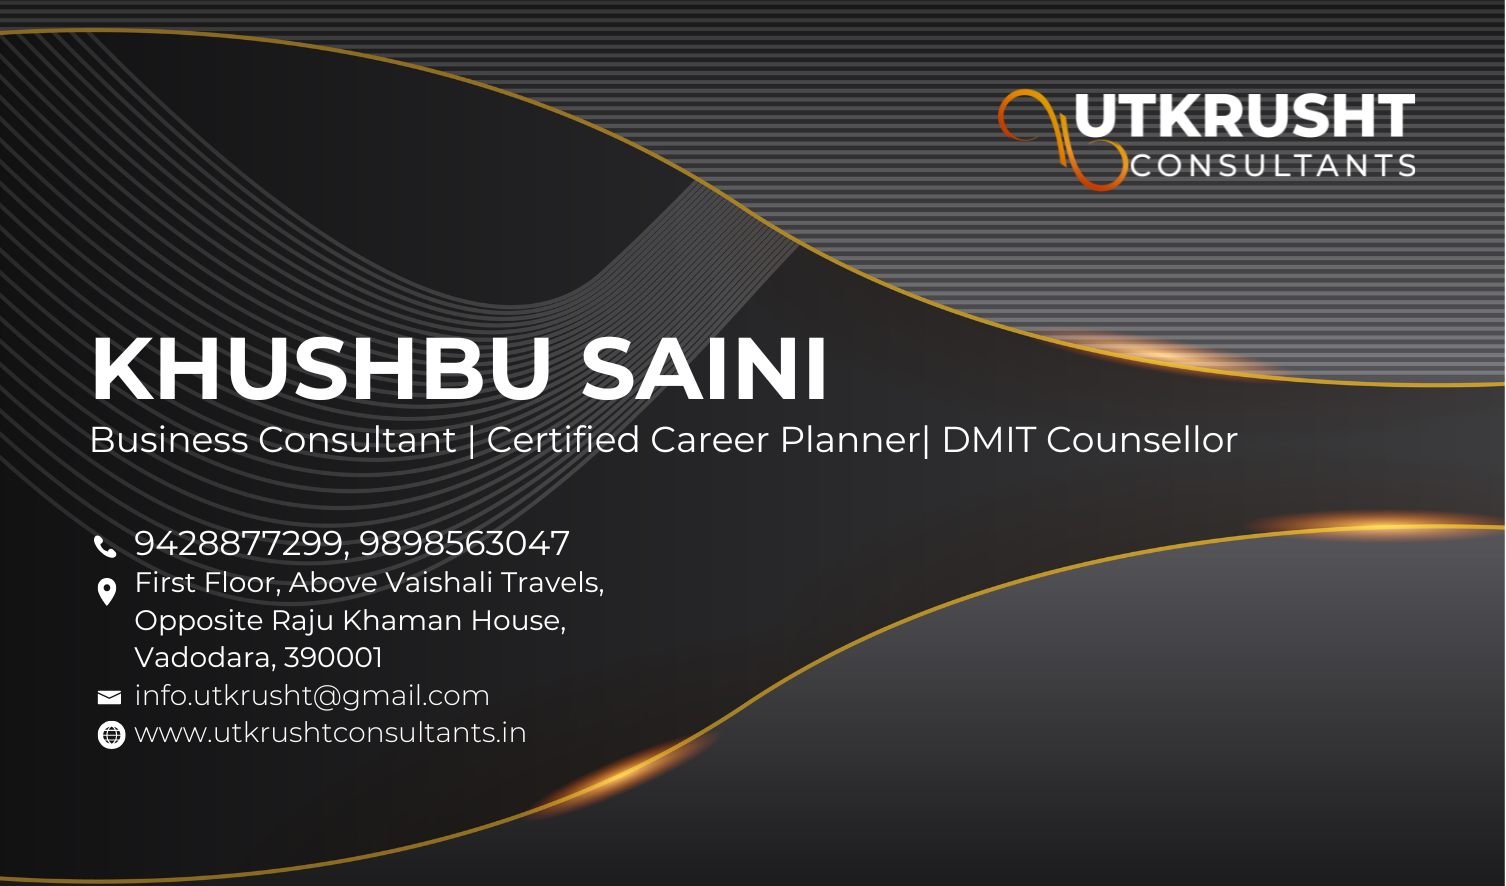 UTKRUSHT
CONSULTANTS
KHUSHBU SAINI
Business Consultant | Certified Career Planner| DMIT Counsellor
9428877299, 9898563047
First Floor, Above Vaishali Travels,
Opposite Raju Khaman House,
Vadodara, 390001
info.utkrusht@gmail.com
www.utkrushtconsultants.in